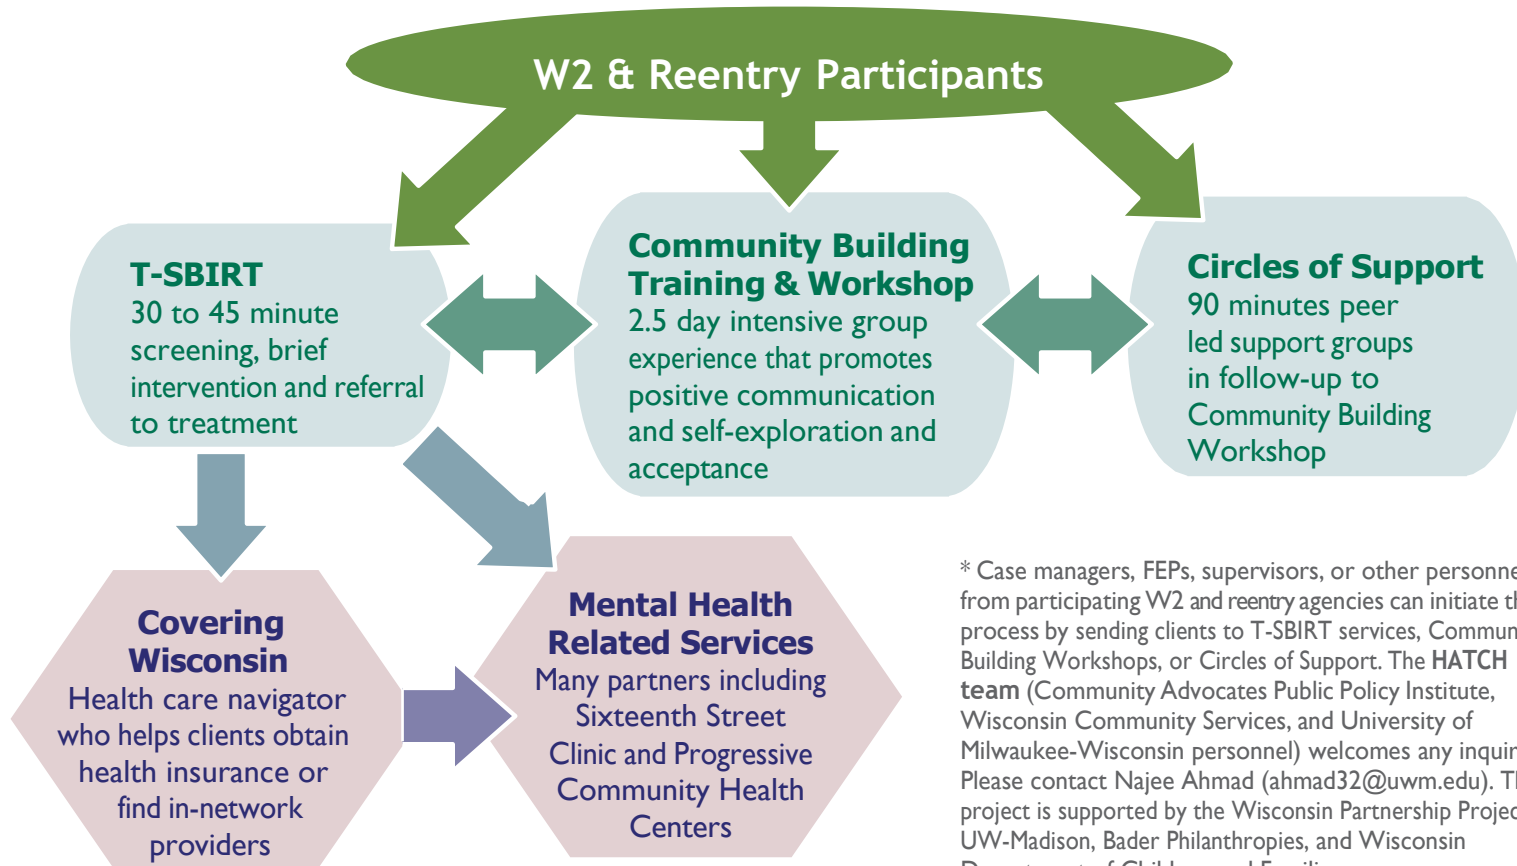 W2 & Reentry Participants
T-SBIRT
30 to 45 minute
screening, brief
intervention and referral
to treatment
Community Building
Training & Workshop
2.5 day intensive group
experience that promotes
positive communication
and self-exploration and
acceptance
Circles of Support
90 minutes peer
led support groups
in follow-up to
Community Building
Workshop
Covering
Wisconsin
Health care navigator
who helps clients obtain
health insurance or
find in-network
providers
Mental Health
Related Services
Many partners including
Sixteenth Street
Clinic and Progressive
Community Health
Centers
* Case managers, FEPs, supervisors, or other personne
from participating W2 and reentry agencies can initiate th
process by sending clients to T-SBIRT services, Commun
Building Workshops, or Circles of Support. The HATCH
team (Community Advocates Public Policy Institute,
Wisconsin Community Services, and University of
Milwaukee-Wisconsin personnel) welcomes any inquir
Please contact Najee Ahmad (ahmad32@uwm.edu). Th
project is supported by the Wisconsin Partnership Project
UW-Madison, Bader Philanthropies, and Wisconsin